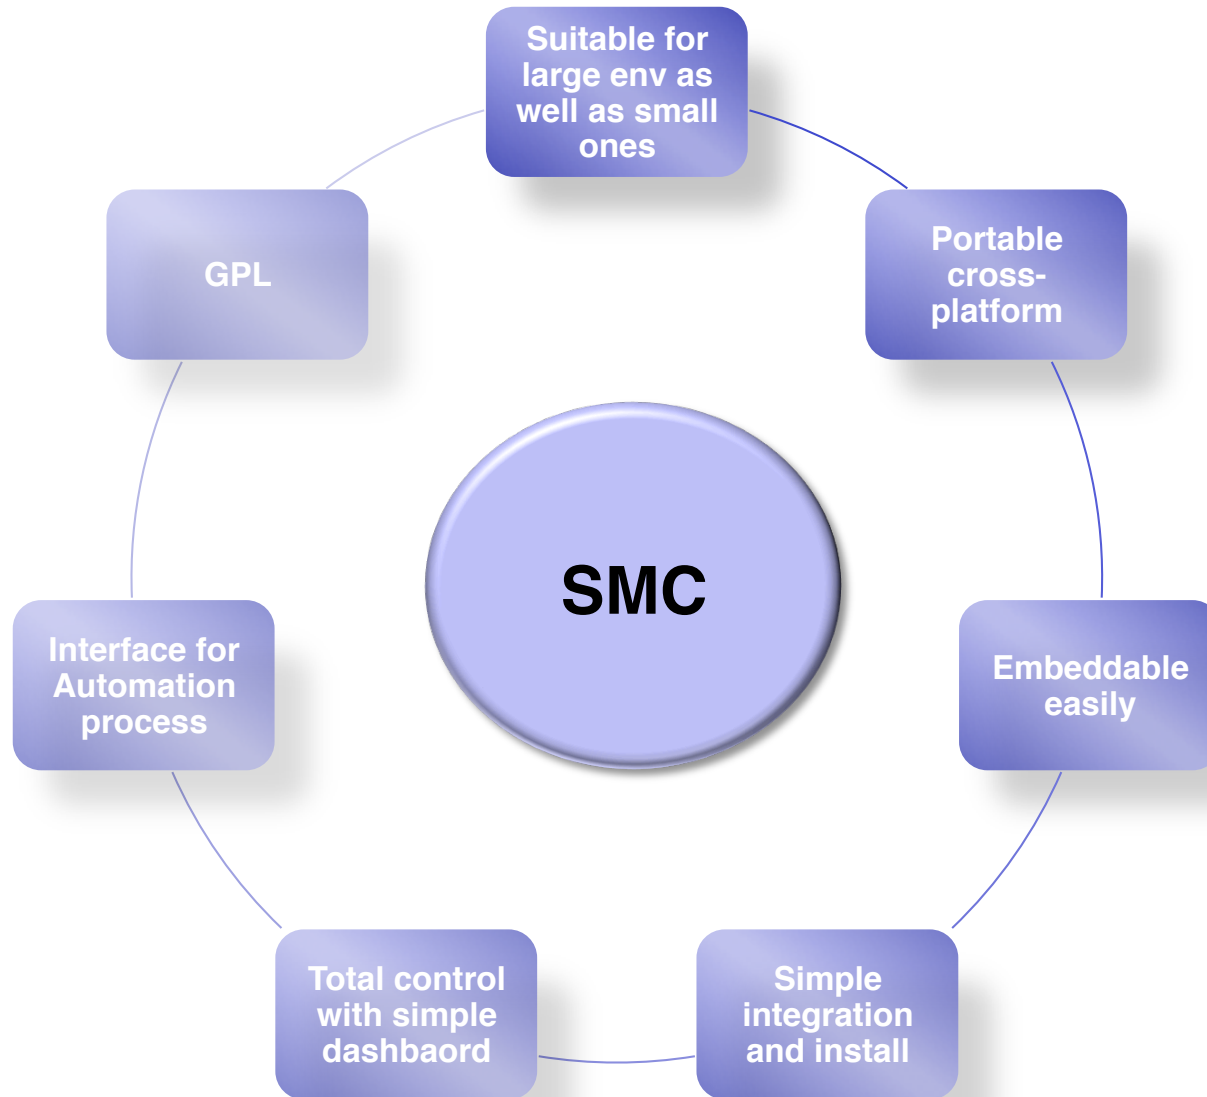 Suitable for
large env as
well as small
ones
Portable
cross-
platform
GPL
SMC
Embeddable
easily
Interface for
Automation
process
Simple
integration
and install
Total control
with simple
dashbaord